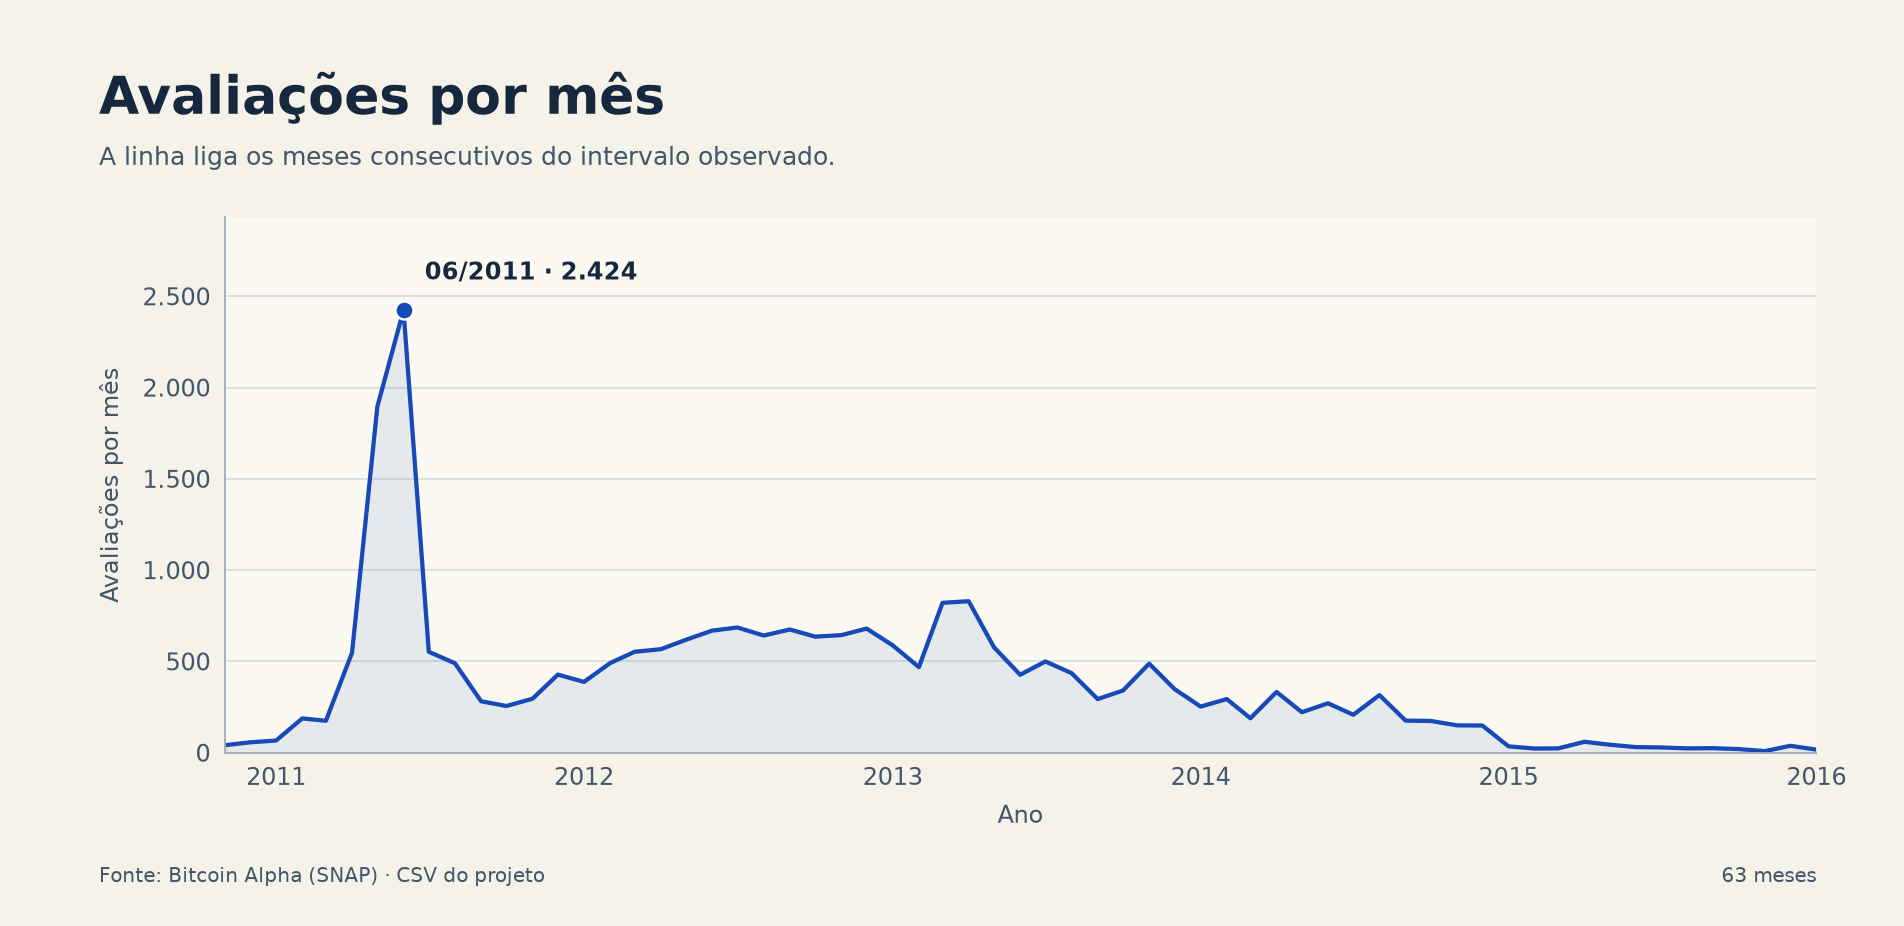 Avaliações por mês
A linha liga os meses consecutivos do intervalo observado.
06/2011 · 2.424
Avaliações por mês
2.500
2.000
1.500
1.000
500
0
2011 2012 2013 2014 2015 2016
Ano
Fonte: Bitcoin Alpha (SNAP) · CSV do projeto
63 meses